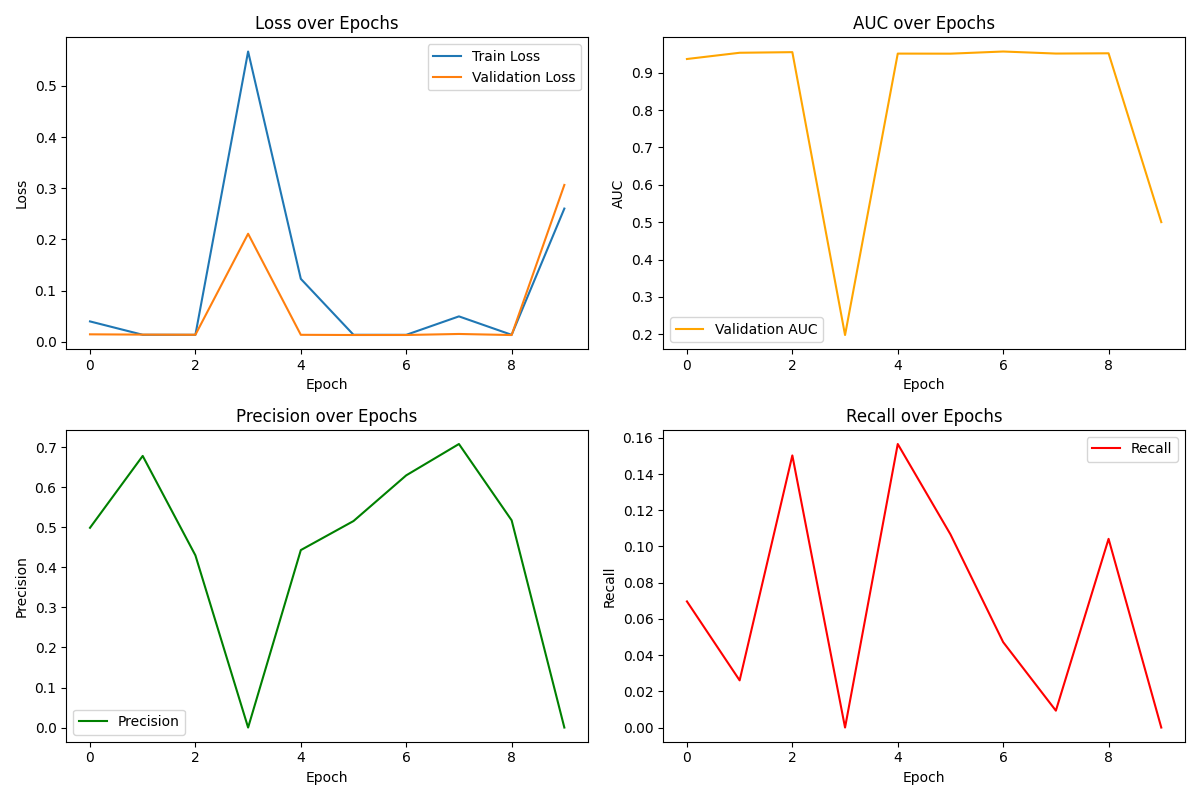 Loss over Epochs
Train Loss
Validation Loss
0.5
0.4
0.3
0.2
0.1
0.0
Loss
0 2 4 6 8
Epoch
AUC over Epochs
0.9
0.8
0.7
0.6
0.5
0.4
0.3
0.2
AUC
Validation AUC
0 2 4 6 8
Epoch
Precision over Epochs
0.7
0.6
0.5
0.4
0.3
0.2
0.1
0.0
Precision
Precision
0 2 4 6 8
Epoch
Recall over Epochs
Recall
0.16
0.14
0.12
0.10
0.08
0.06
0.04
0.02
0.00
Recall
0 2 4 6 8
Epoch